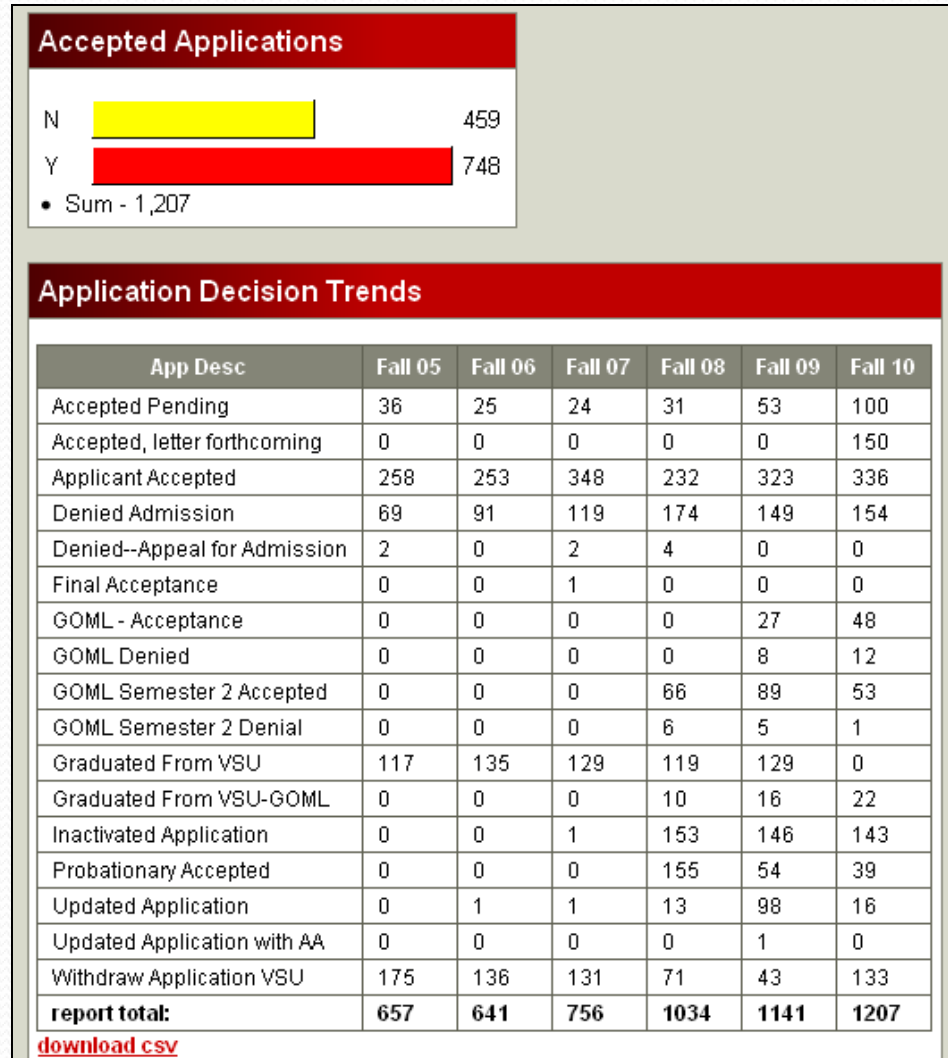 Accepted Applications
N 459
Y 748
• Sum - 1,207
Application Decision Trends
App Desc Fall 05 Fall 06 Fall 07 Fall 08 Fall 09 Fall 10
Accepted Pending 36 25 24 31 53 100
Accepted, letter forthcoming 0 0 0 0 0 150
Applicant Accepted 258 253 348 232 323 336
Denied Admission 69 91 119 174 149 154
Denied--Appeal for Admission 2 0 2 4 0 0
Final Acceptance 0 0 1 0 0 0
GOML - Acceptance 0 0 0 0 27 48
GOML Denied 0 0 0 0 8 12
GOML Semester 2 Accepted 0 0 0 66 89 53
GOML Semester 2 Denial 0 0 0 6 5 1
Graduated From VSU 117 135 129 119 129 0
Graduated From VSU-GOML 0 0 0 10 16 22
Inactivated Application 0 0 1 153 146 143
Probationary Accepted 0 0 0 155 54 39
Updated Application 0 1 1 13 98 16
Updated Application with AA 0 0 0 0 1 0
Withdraw Application VSU 175 136 131 71 43 133
report total: 657 641 756 1034 1141 1207
download csv